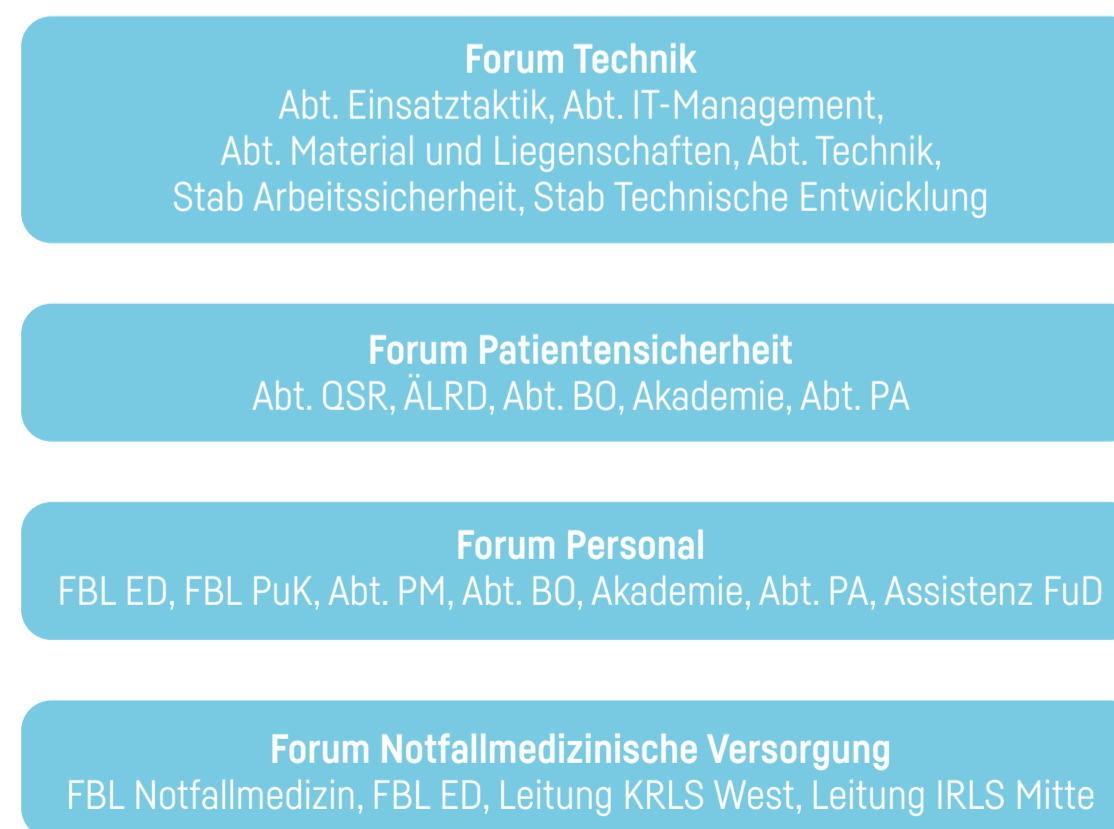 Forum Technik
Abt. Einsatztaktik, Abt. IT-Management,
Abt. Material und Liegenschaften, Abt. Technik,
Stab Arbeitssicherheit, Stab Technische Entwicklung
Forum Patientensicherheit
Abt. QSR, ÄLRD, Abt. BO, Akademie, Abt. PA
Forum Personal
FBL ED, FBL PuK, Abt. PM, Abt. BO, Akademie, Abt. PA, Assistenz FuD
Forum Notfallmedizinische Versorgung
FBL Notfallmedizin, FBL ED, Leitung KRLS West, Leitung IRLS Mitte